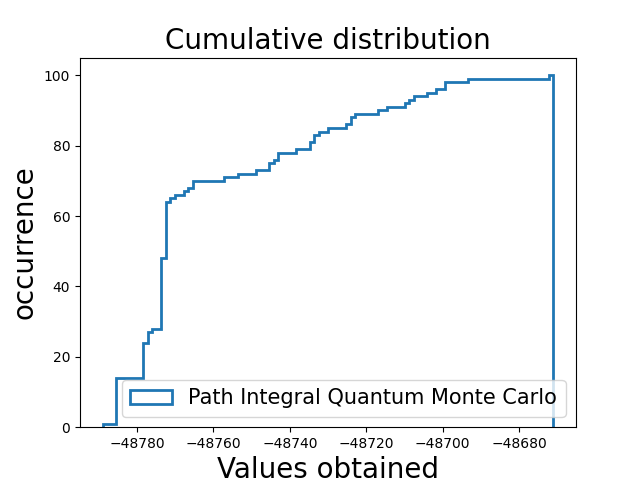 Cumulative distribution
occurrence
100
80
60
40
20
0
Path Integral Quantum Monte Carlo
−48780 −48760 −48740 −48720 −48700 −48680
Values obtained